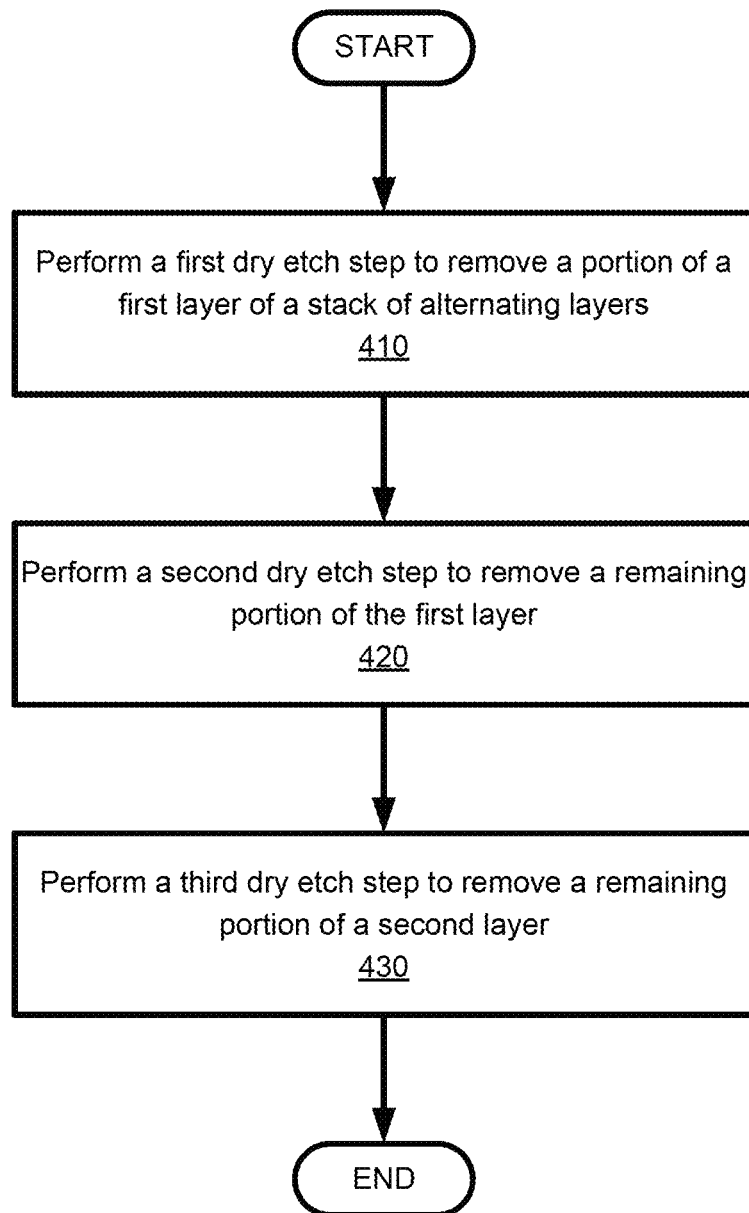 START
Perform a first dry etch step to remove a portion of a
first layer of a stack of alternating layers
410
Perform a second dry etch step to remove a remaining
portion of the first layer
420
Perform a third dry etch step to remove a remaining
portion of a second layer
430
END